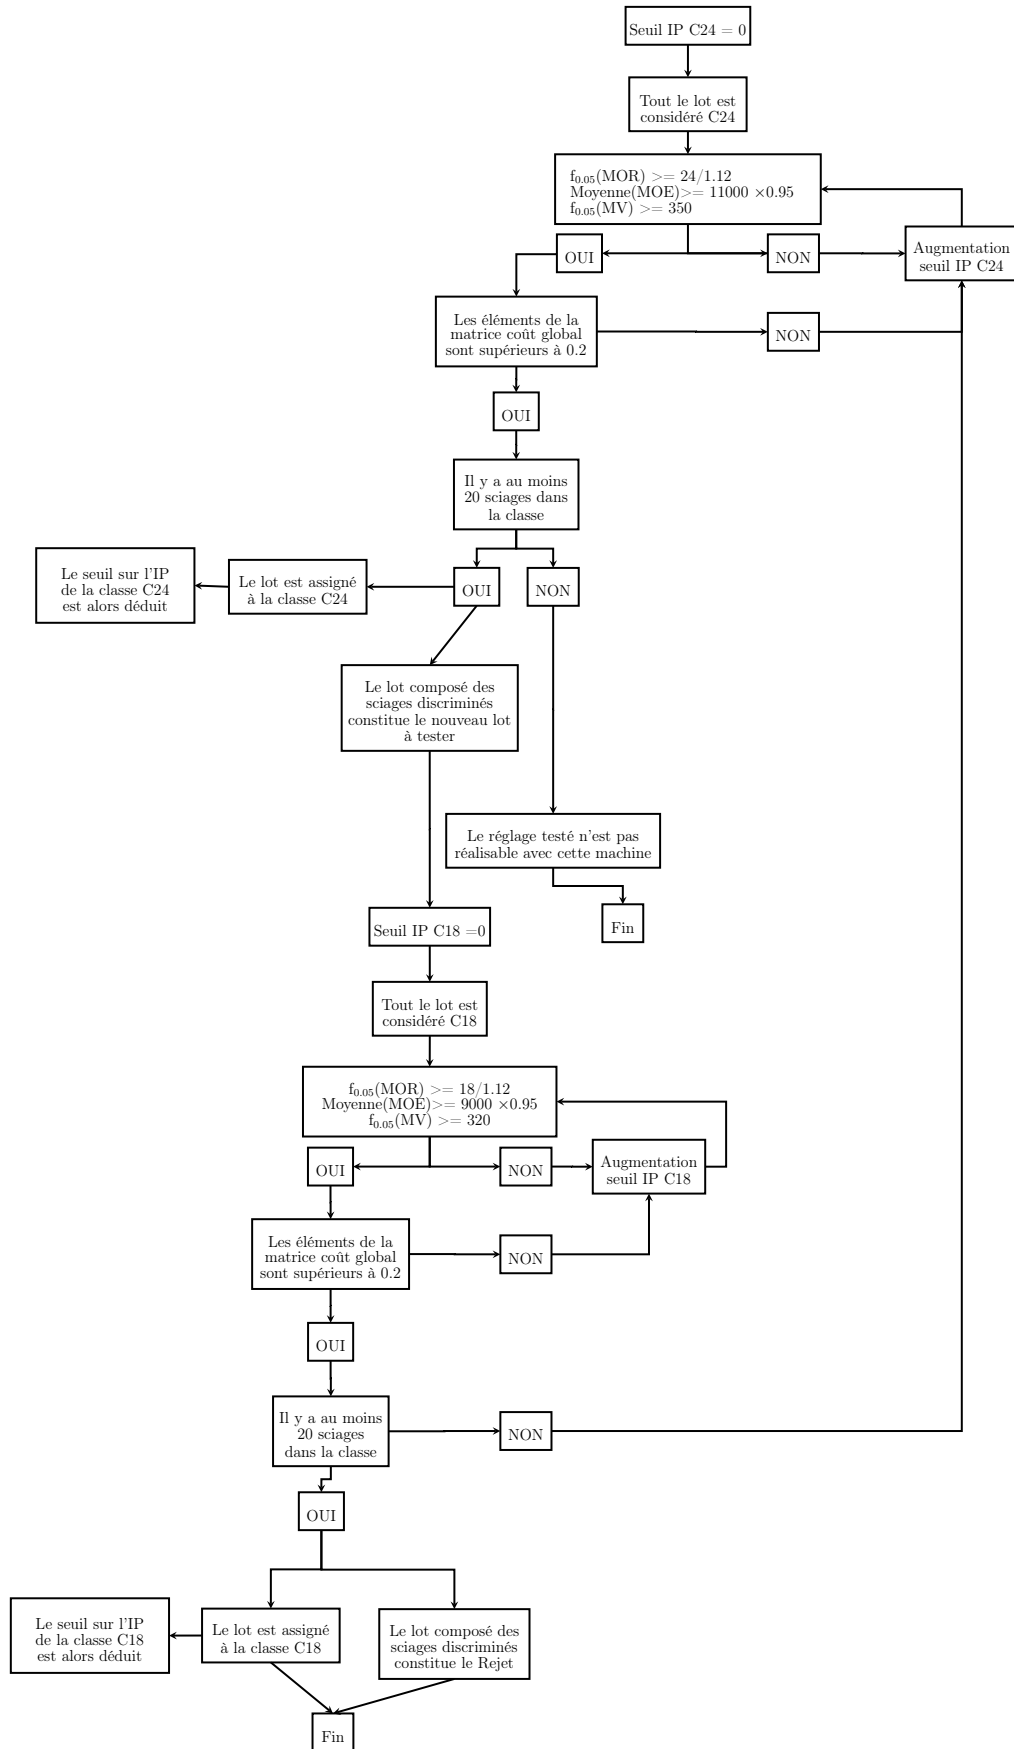 Seuil IP C24 = 0
Tout le lot est
considéré C24
f0.05(MOR) >= 24/1.12
Moyenne(MOE)>= 11000 ×0.95
f0.05(MV) >= 350
OUI
NON
Augmentation
seuil IP C24
Les éléments de la
matrice coût global
sont supérieurs à 0.2
NON
OUI
Il y a au moins
20 sciages dans
la classe
Le seuil sur l'IP
de la classe C24
est alors déduit
Le lot est assigné
à la classe C24
OUI
NON
Le lot composé des
sciages discriminés
constitue le nouveau lot
à tester
Le réglage testé n'est pas
réalisable avec cette machine
Fin
Seuil IP C18 =0
Tout le lot est
considéré C18
f0.05(MOR) >= 18/1.12
Moyenne(MOE)>= 9000 ×0.95
f0.05(MV) >= 320
OUI
NON
Augmentation
seuil IP C18
Les éléments de la
matrice coût global
sont supérieurs à 0.2
NON
OUI
Il y a au moins
20 sciages
dans la classe
NON
OUI
Le seuil sur l'IP
de la classe C18
est alors déduit
Le lot est assigné
à la classe C18
Le lot composé des
sciages discriminés
constitue le Rejet
Fin